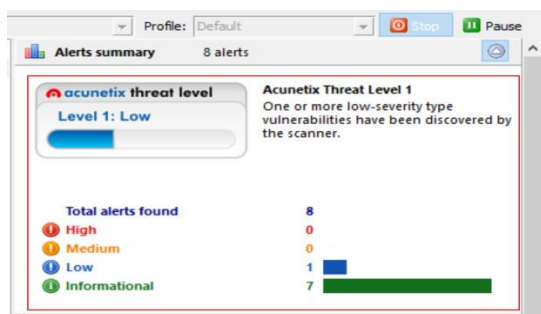 Profile: Default Stop Pause
Alerts summary 8 alerts
acunetix threat level
Level 1: Low
Acunetix Threat Level 1
One or more low-severity type
vulnerabilities have been discovered by
the scanner.
Total alerts found 8
High 0
Medium 0
Low 1
Informational 7